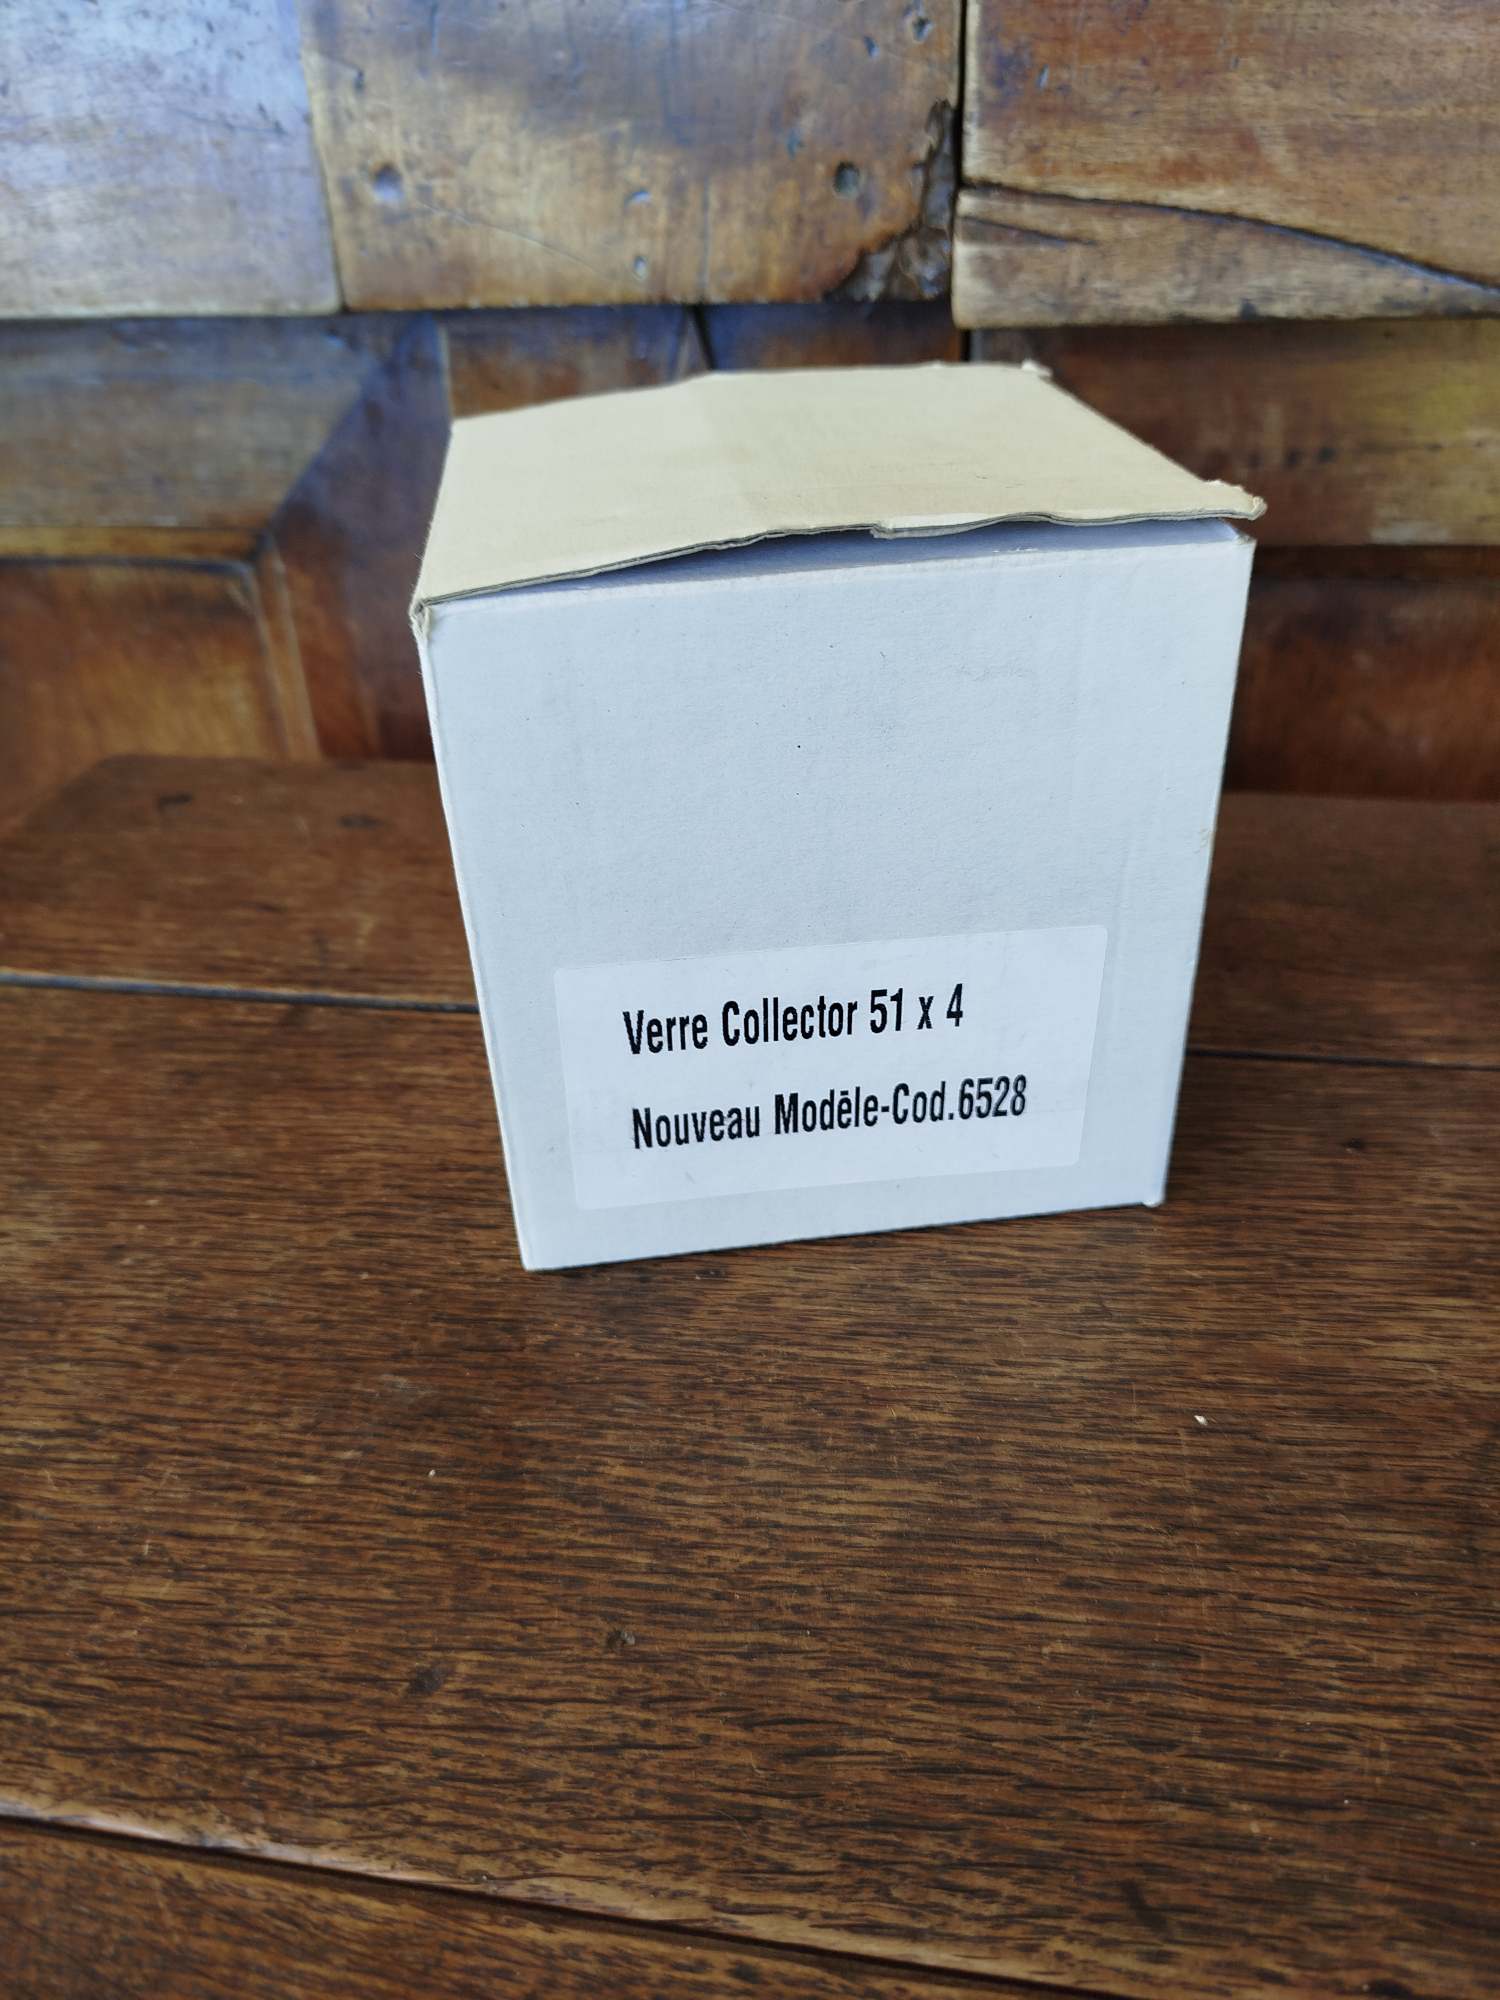 Verre Collector 51 x 4
Nouveau Modēle-Cod.6528